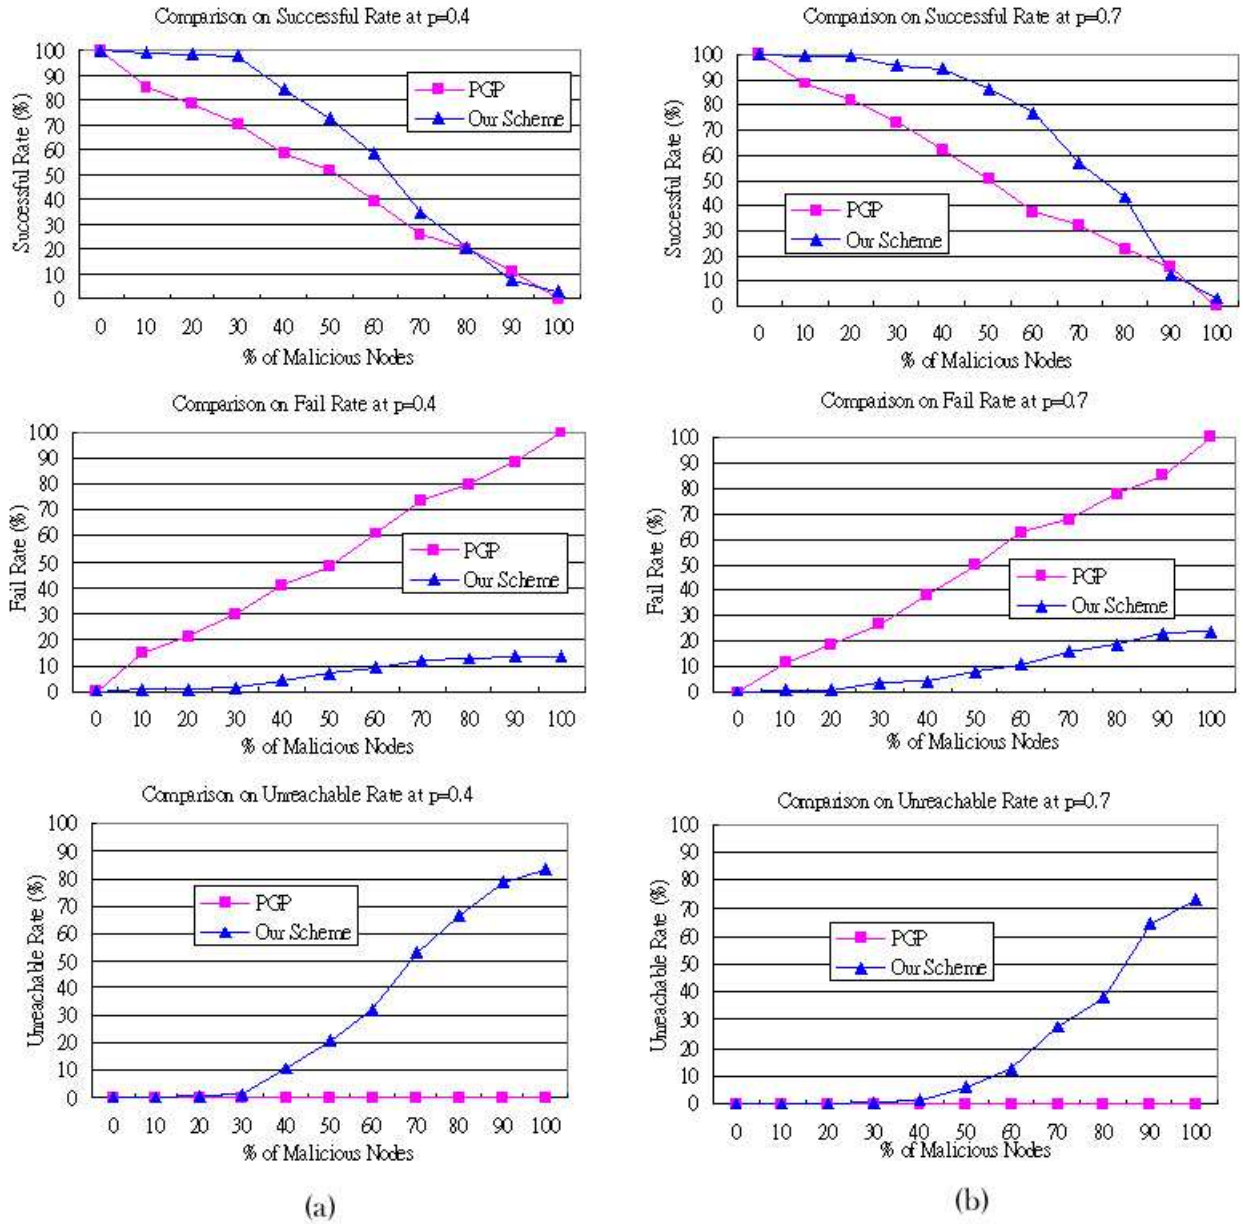 Comparison on Successful Rate at p=0.4
100
90
80
70
60
50
40
30
20
10
0
Successful Rate (%)
PGP
Our Scheme
0 10 20 30 40 50 60 70 80 90 100
% of Malicious Nodes
Comparison on Successful Rate at p=0.7
100
90
80
70
60
50
40
30
20
10
0
Successful Rate (%)
PGP
Our Scheme
0 10 20 30 40 50 60 70 80 90 100
% of Malicious Nodes
Comparison on Fail Rate at p=0.4
100
90
80
70
60
50
40
30
20
10
0
Fail Rate (%)
PGP
Our Scheme
0 10 20 30 40 50 60 70 80 90 100
% of Malicious Nodes
Comparison on Fail Rate at p=0.7
100
90
80
70
60
50
40
30
20
10
0
Fail Rate (%)
PGP
Our Scheme
0 10 20 30 40 50 60 70 80 90 100
% of Malicious Nodes
Comparison on Unreachable Rate at p=0.4
100
90
80
70
60
50
40
30
20
10
0
Unreachable Rate (%)
PGP
Our Scheme
0 10 20 30 40 50 60 70 80 90 100
% of Malicious Nodes
Comparison on Unreachable Rate at p=0.7
100
90
80
70
60
50
40
30
20
10
0
Unreachable Rate (%)
PGP
Our Scheme
0 10 20 30 40 50 60 70 80 90 100
% of Malicious Nodes
(a)
(b)